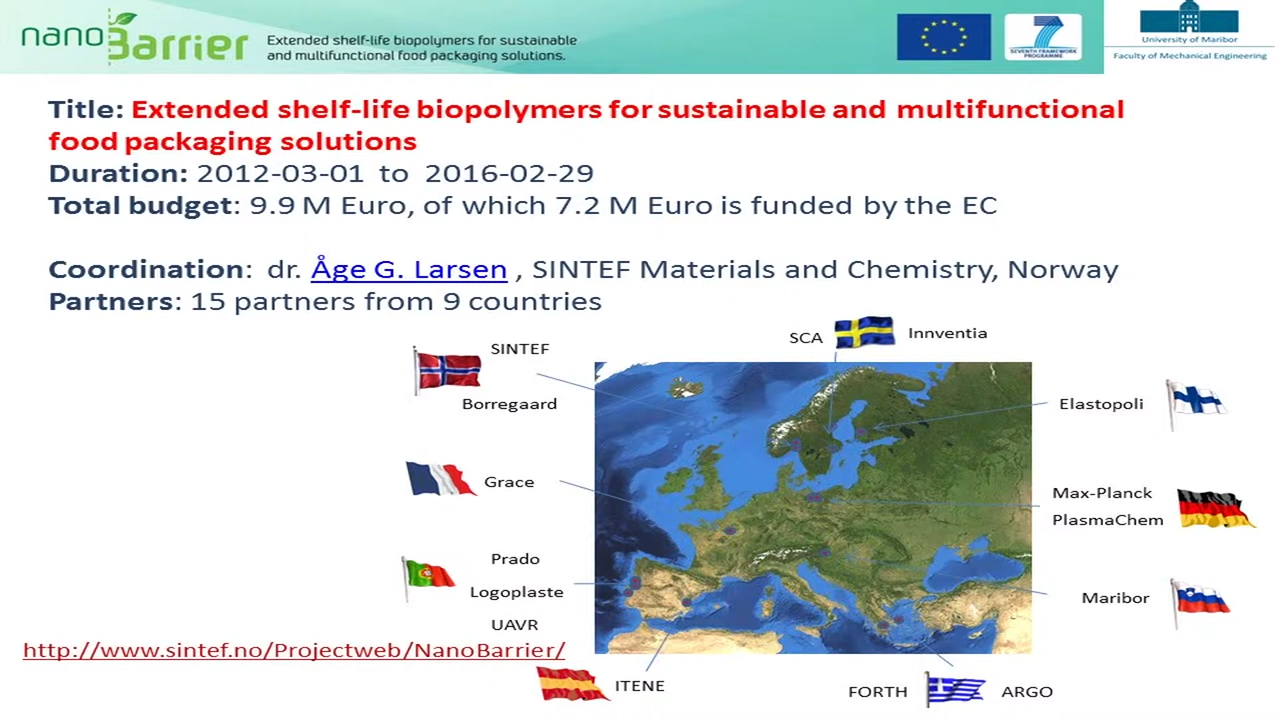 nanoBarrier
Extended shelf-life biopolymers for sustainable
and multifunctional food packaging solutions.
7
SEVENTH FRAMEWORK
PROGRAMME
University of Maribor
Faculty of Mechanical Engineering
Title: Extended shelf-life biopolymers for sustainable and multifunctional
food packaging solutions
Duration: 2012-03-01 to 2016-02-29
Total budget: 9.9 M Euro, of which 7.2 M Euro is funded by the EC
Coordination: dr. Åge G. Larsen , SINTEF Materials and Chemistry, Norway
Partners: 15 partners from 9 countries
SCA
Innventia
SINTEF
Borregaard
Elastopoli
Grace
Max-Planck
PlasmaChem
Prado
Logoplaste
UAVR
Maribor
http://www.sintef.no/Projectweb/NanoBarrier/
ITENE
FORTH
ARGO